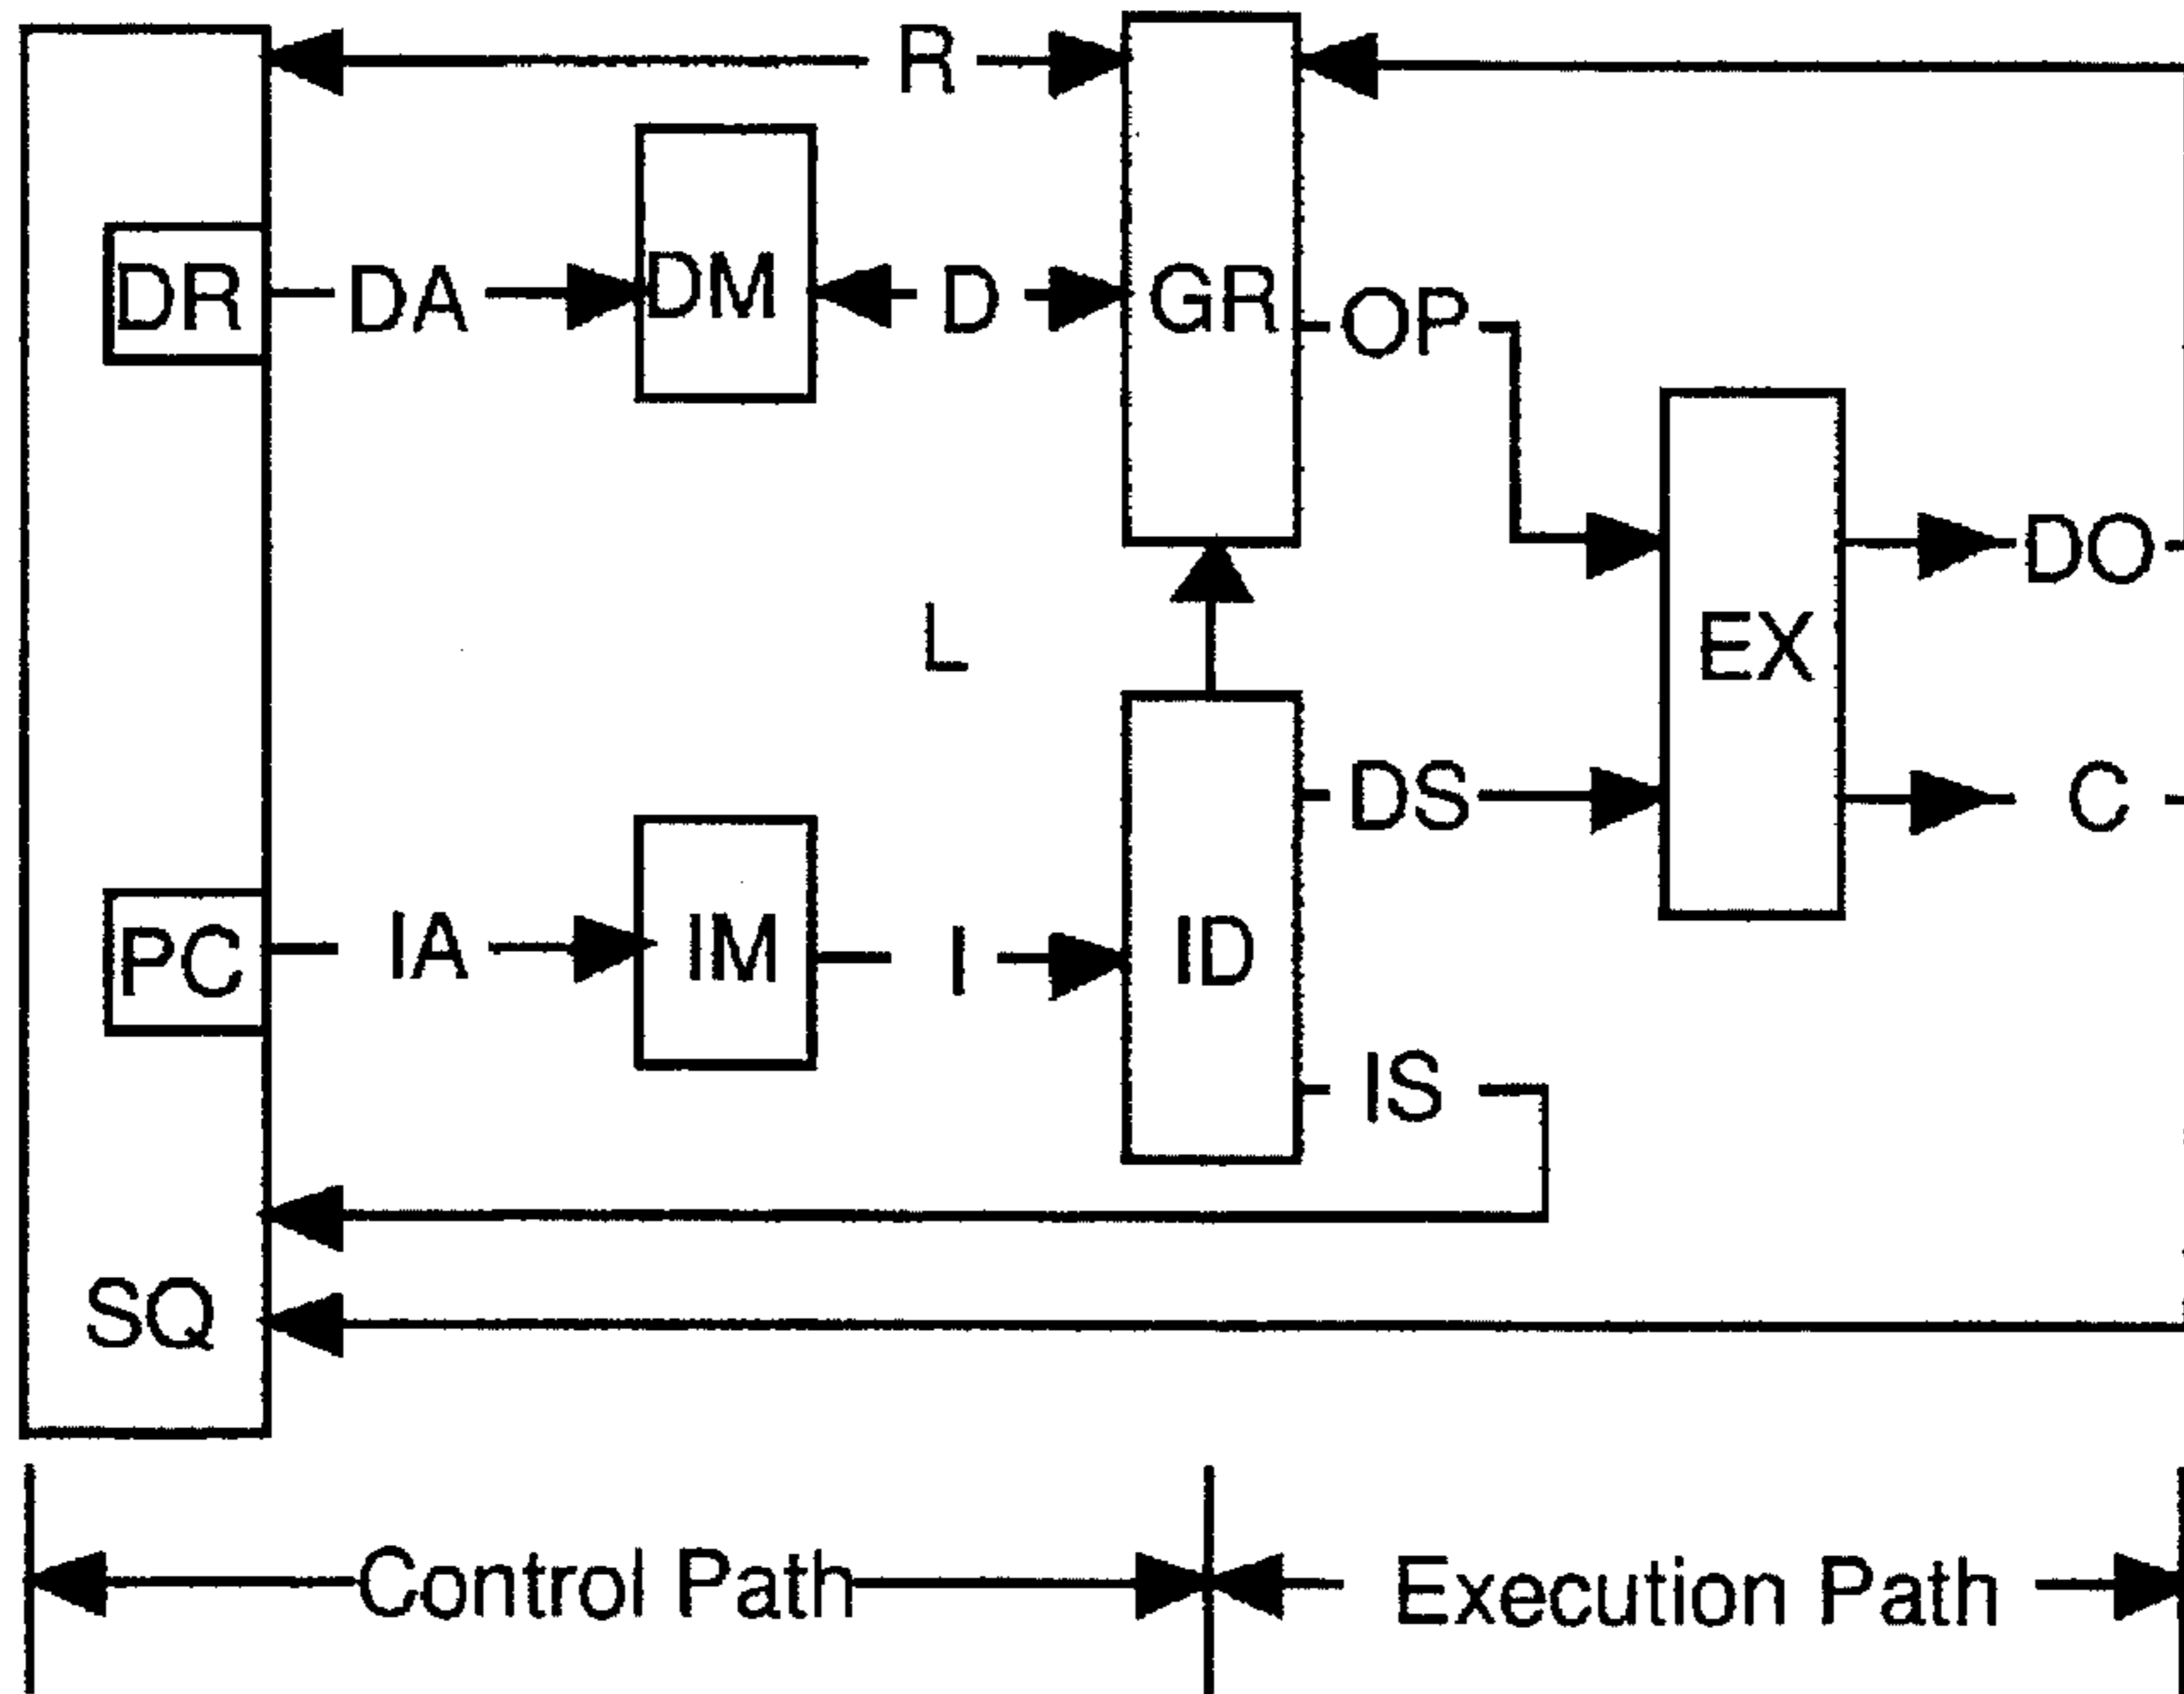 R
DR DA DM D GR OP
DO
L
EX
DS C
PC IA IM I ID
IS
SQ
Control Path Execution Path